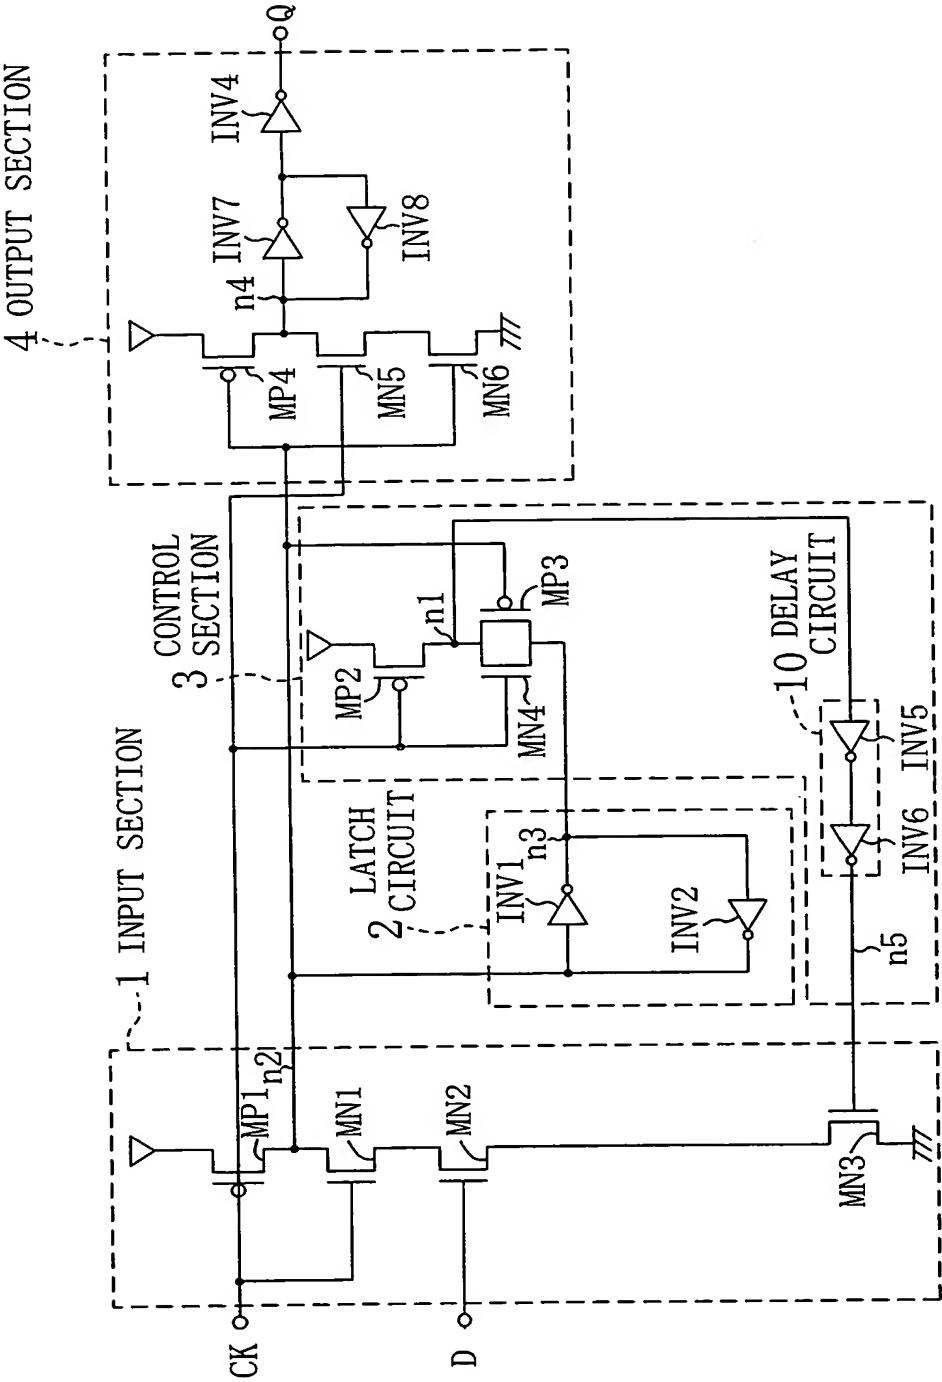 1 INPUT SECTION
CK
D
MP1
n2
MN1
MN2
MN3
2
LATCH
CIRCUIT
INV1
n3
INV2
n5
3
CONTROL
SECTION
MP2
n1
MN4
MP3
10 DELAY
CIRCUIT
INV5
INV6
4 OUTPUT SECTION
MP4
MN5
MN6
n4
INV7
INV8
INV4
Q